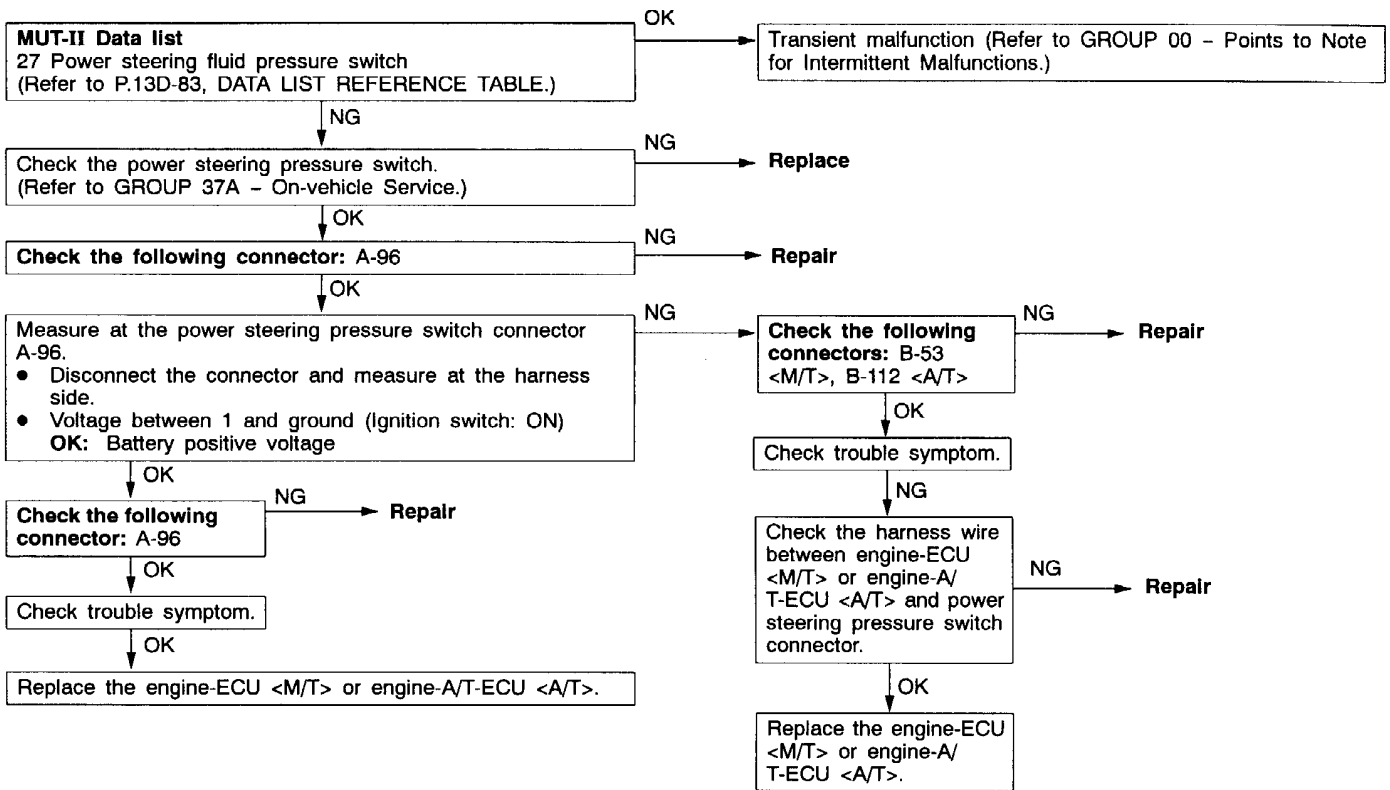 MUT-II Data list
27 Power steering fluid pressure switch
(Refer to P.13D-83, DATA LIST REFERENCE TABLE.)
OK
Transient malfunction (Refer to GROUP 00 – Points to Note
for Intermittent Malfunctions.)
NG
Check the power steering pressure switch.
(Refer to GROUP 37A – On-vehicle Service.)
NG
Replace
OK
Check the following connector: A-96
NG
Repair
OK
Measure at the power steering pressure switch connector
A-96.
● Disconnect the connector and measure at the harness
side.
● Voltage between 1 and ground (Ignition switch: ON)
OK: Battery positive voltage
NG
Check the following
connectors: B-53
<M/T>, B-112 <A/T>
NG
Repair
OK
Check trouble symptom.
NG
Check the harness wire
between engine-ECU
<M/T> or engine-A/
T-ECU <A/T> and power
steering pressure switch
connector.
NG
Repair
OK
Replace the engine-ECU
<M/T> or engine-A/
T-ECU <A/T>.
OK
Check the following
connector: A-96
NG
Repair
OK
Check trouble symptom.
OK
Replace the engine-ECU <M/T> or engine-A/T-ECU <A/T>.